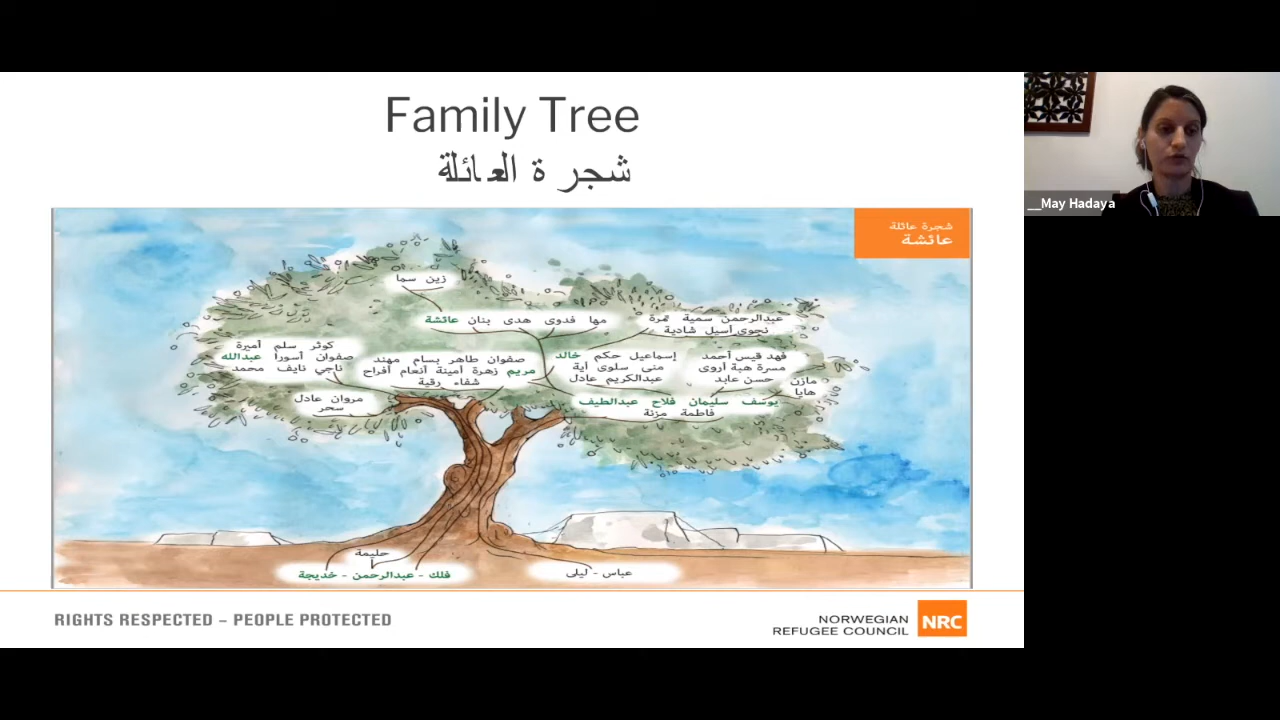 Family Tree
شجرة العائلة
__May Hadaya
شجرة عائلة
عائشة
زين سما
مها فدوى هدى بنان عائشة
عبدالرحمن سمية ثمرة
نجوى أسيل شادية
كوثر سلم أميرة
صفوان أسورا عبدالله
ناجي نايف محمد
صفوان طاهر بسام مهند
مريم زهرة أمينة أنعام أفراح
شفاء رقية
إسماعيل حكم خالد
منى سلوى آية
عبدالكريم عادل
فهد قيس أحمد
مسرة هبة أروى
حسن عابد
مازن
هايا
مروان عادل
سحر
يوسف سليمان فلاح عبدالطيف
فاطمة مزنة
حليمة
فلك - عبدالرحمن - خديجة
عباس - ليلى
RIGHTS RESPECTED – PEOPLE PROTECTED
NORWEGIAN
REFUGEE COUNCIL
NRC